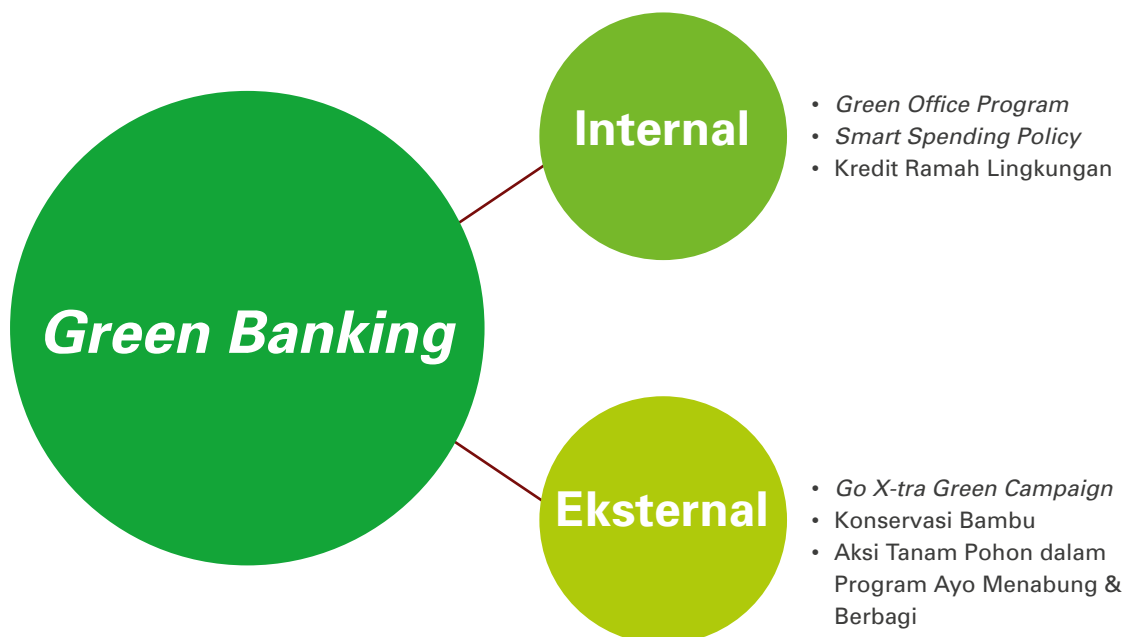 Green Banking
Internal
• Green Office Program
• Smart Spending Policy
• Kredit Ramah Lingkungan
Eksternal
• Go X-tra Green Campaign
• Konservasi Bambu
• Aksi Tanam Pohon dalam
Program Ayo Menabung &
Berbagi